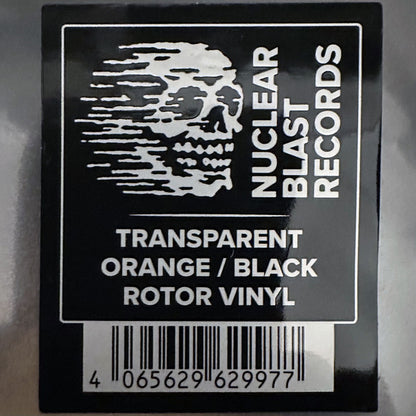 NUCLEAR
BLAST
RECORDS
TRANSPARENT
ORANGE / BLACK
ROTOR VINYL
4 065629 629977